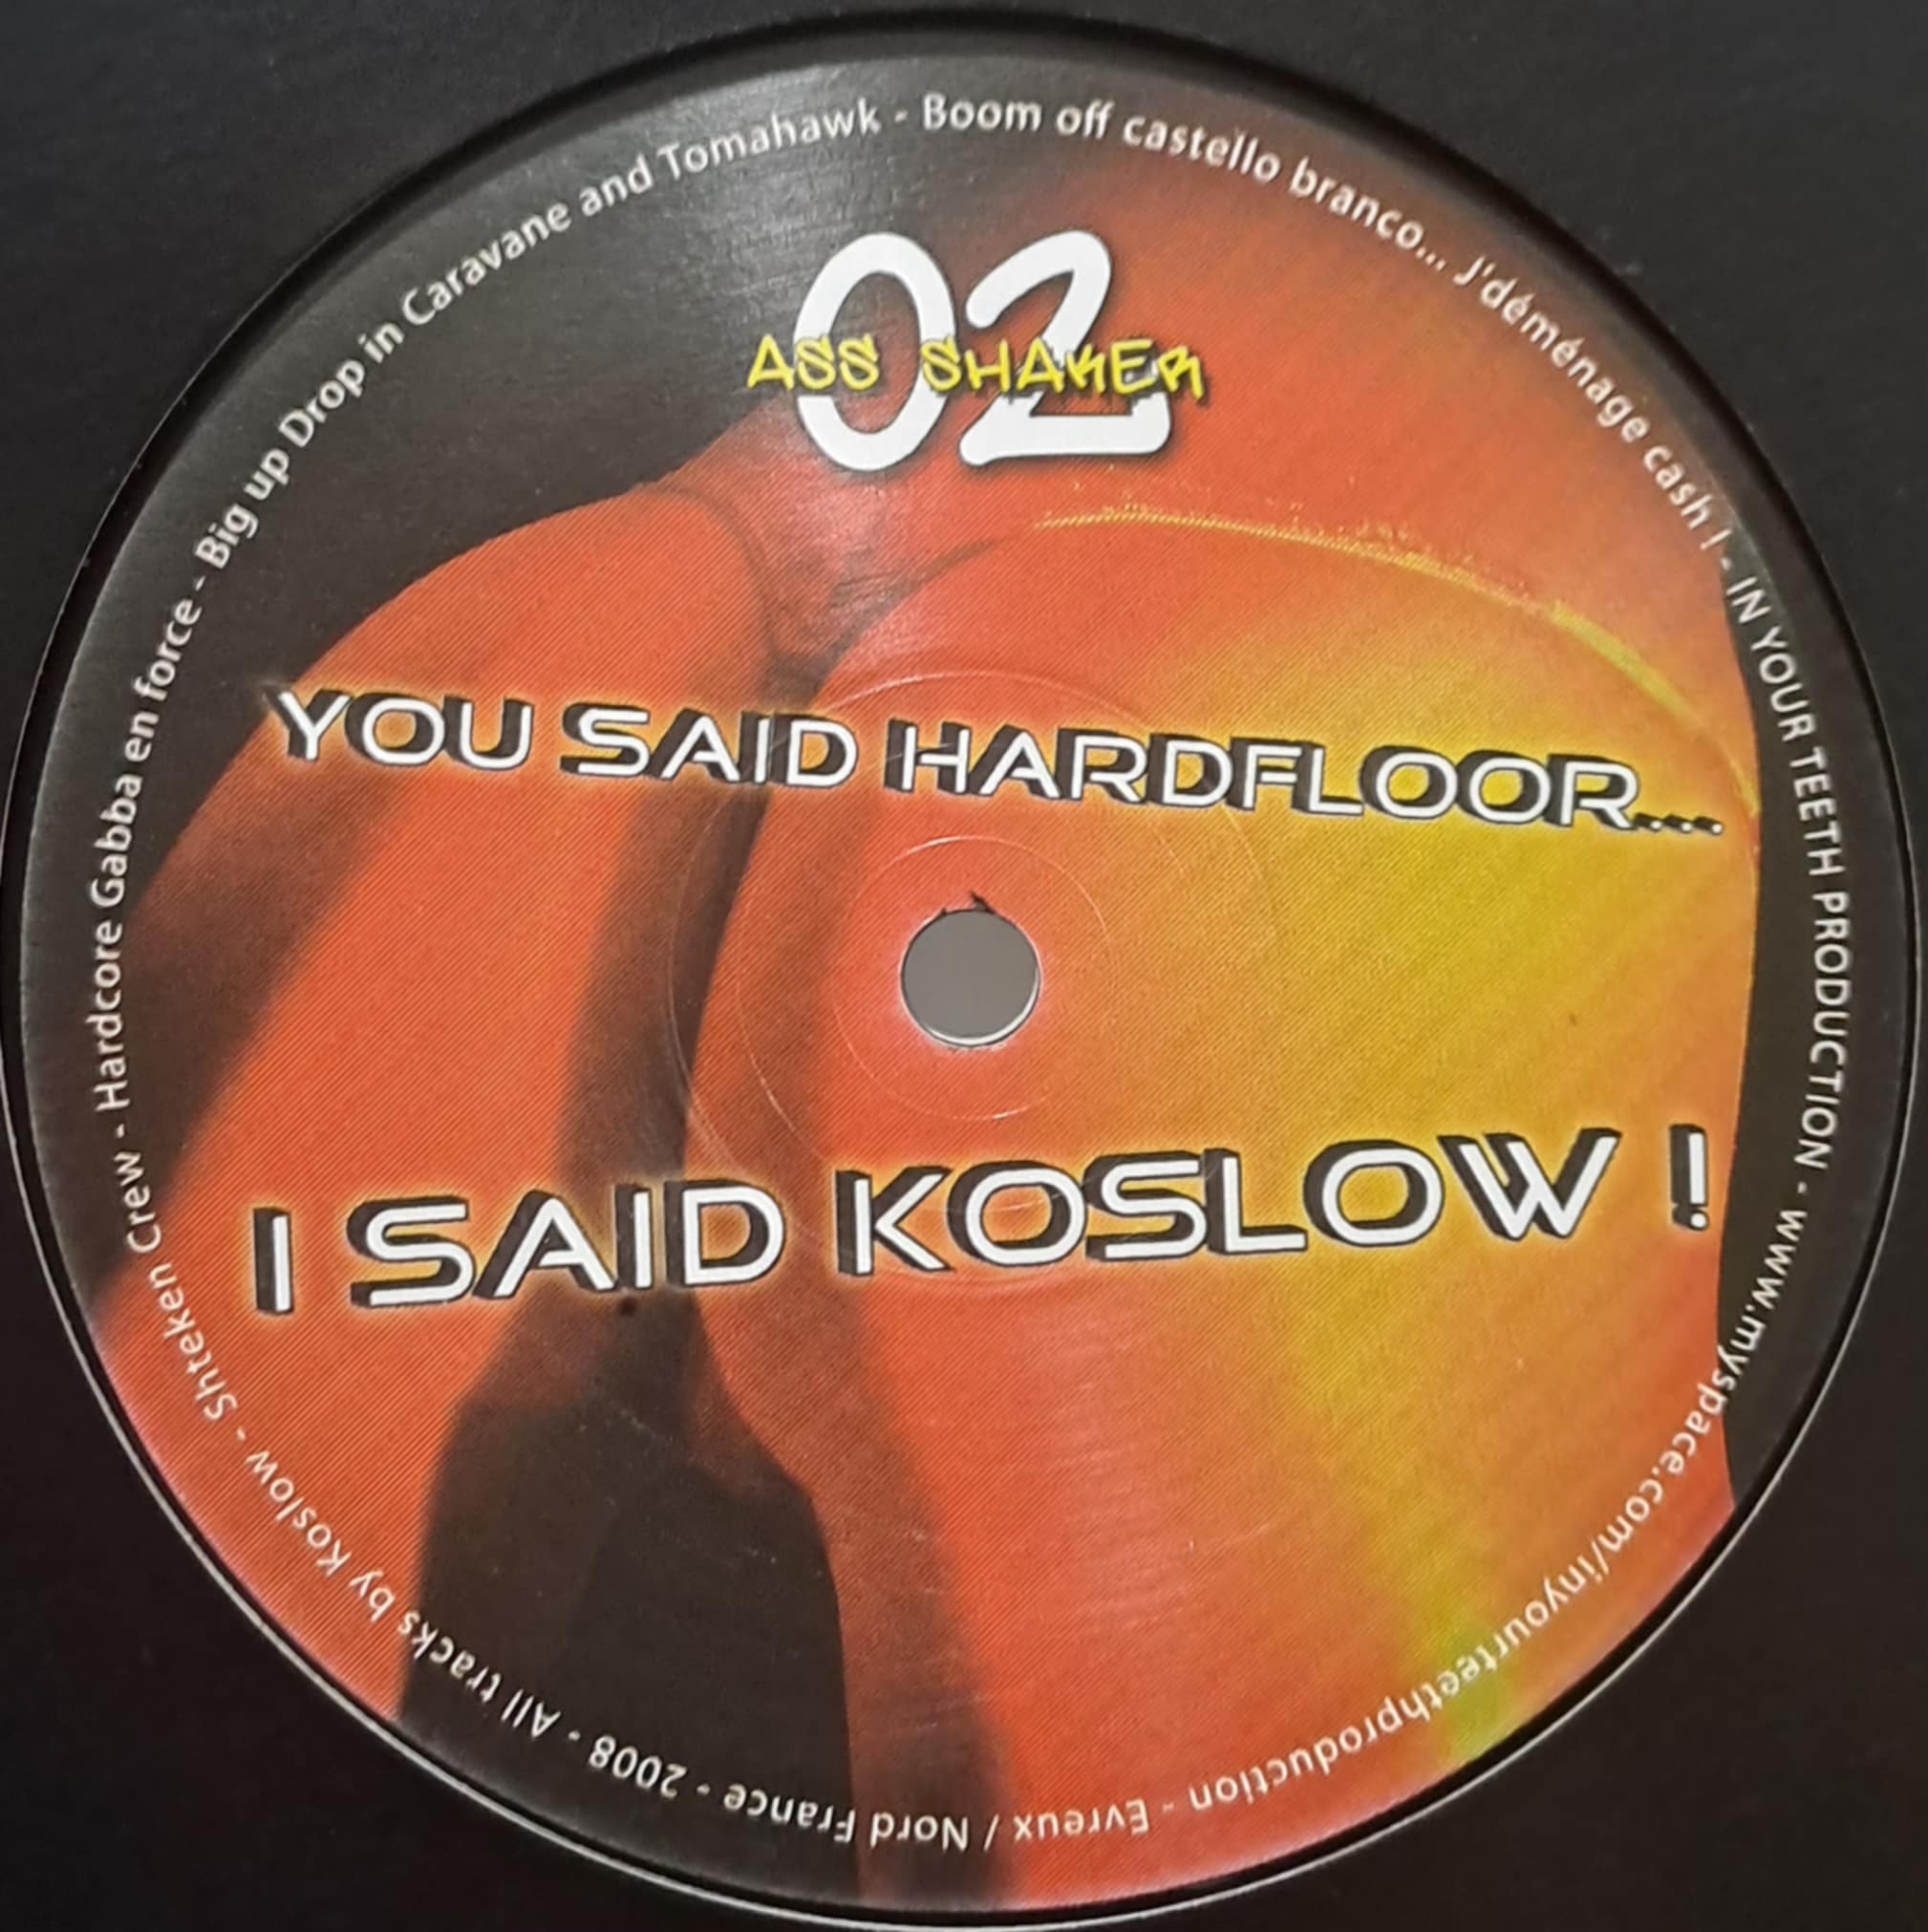 02
ASS SHAKER
YOU SAID HARDFLOOR...
I SAID KOSLOW !
Big up Drop in Caravane and Tomahawk - Boom off castello branco... J'déménage cash ! - IN YOUR TEETH PRODUCTION - www.myspace.com/inyourteethproduction - Evreux / Nord France - 2008 - All tracks by Koslow - Shteken Crew - Hardcore Gabba en force -